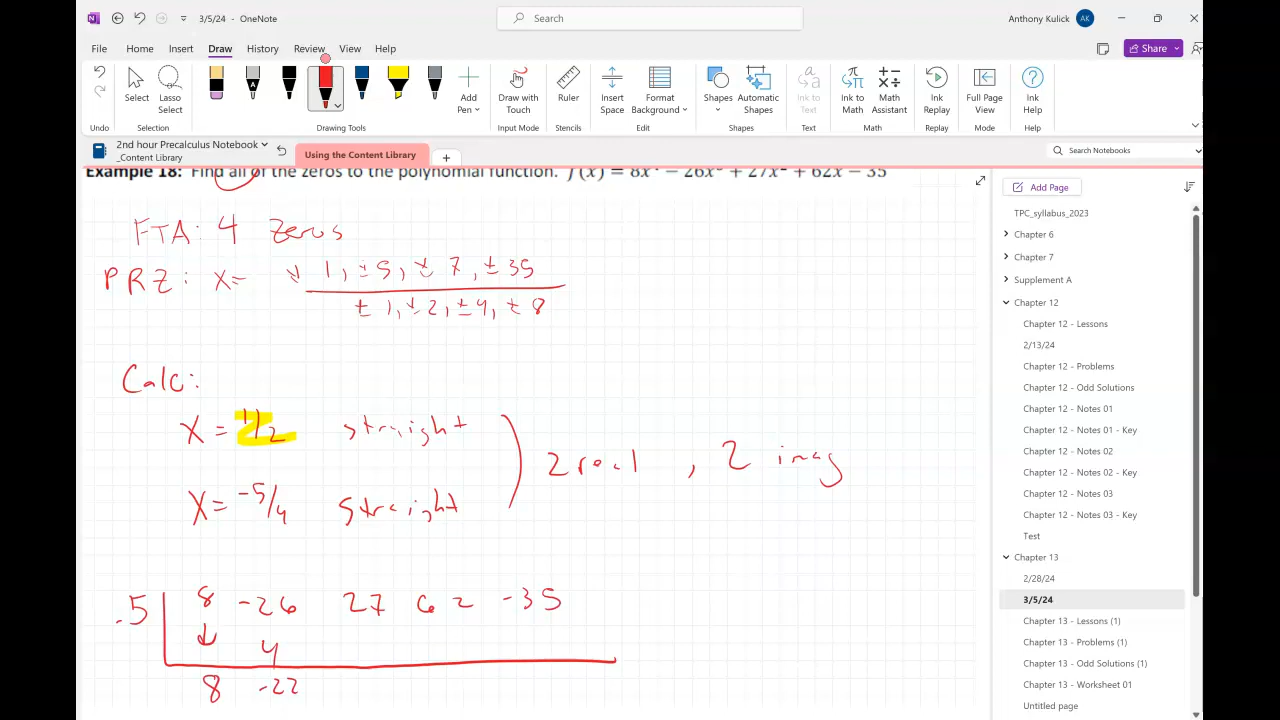 3/5/24 - OneNote
Search
Anthony Kulick
AK
File Home Insert Draw History Review View Help
Share
Select
Lasso Select
Add Pen
Draw with Touch
Ruler
Insert Space
Format Background
Shapes
Automatic Shapes
Ink to Text
Ink to Math
Math Assistant
Ink Replay
Full Page View
Ink Help
Undo
Selection
Drawing Tools
Input Mode
Stencils
Edit
Shapes
Text
Math
Replay
Mode
Help
2nd hour Precalculus Notebook
_Content Library
Using the Content Library
+
Search Notebooks
Example 18: Find all of the zeros to the polynomial function. f(x) = 8x⁴ − 26x³ + 27x² + 62x − 35
FTA: 4 zeros
PRZ: x= ± 1, ±5, ± 7, ± 35
± 1, ±2, ±4, ± 8
Calc:
x = 1/2 straight
2 real, 2 imag
x = -5/4 straight
.5 8 -26 27 62 -35
↓ 4
8 -22
Add Page
TPC_syllabus_2023
Chapter 6
Chapter 7
Supplement A
Chapter 12
Chapter 12 - Lessons
2/13/24
Chapter 12 - Problems
Chapter 12 - Odd Solutions
Chapter 12 - Notes 01
Chapter 12 - Notes 01 - Key
Chapter 12 - Notes 02
Chapter 12 - Notes 02 - Key
Chapter 12 - Notes 03
Chapter 12 - Notes 03 - Key
Test
Chapter 13
2/28/24
3/5/24
Chapter 13 - Lessons (1)
Chapter 13 - Problems (1)
Chapter 13 - Odd Solutions (1)
Chapter 13 - Worksheet 01
Untitled page